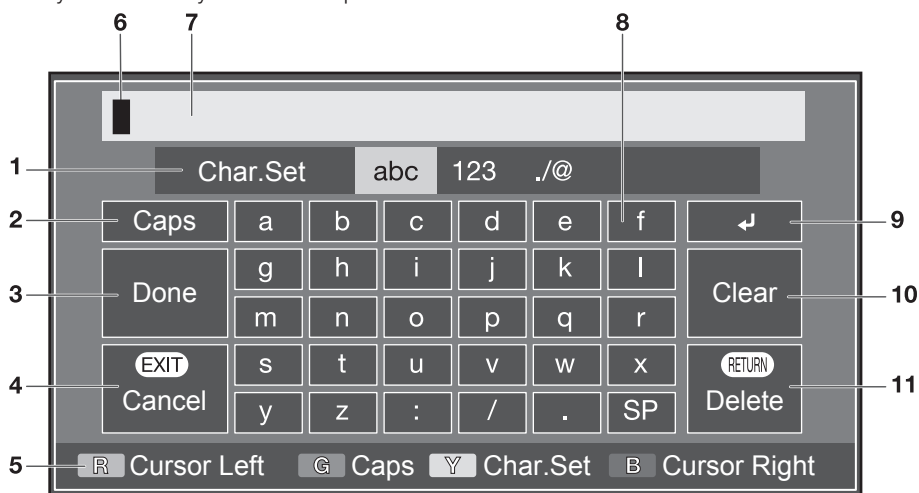 6 7 8
1 Char.Set abc 123 ./@
2 Caps a b c d e f ↲ 9
g h i j k l
3 Done Clear 10
m n o p q r
EXIT s t u v w x RETURN
4 11
Cancel y z : / . SP Delete
5 R Cursor Left G Caps Y Char.Set B Cursor Right